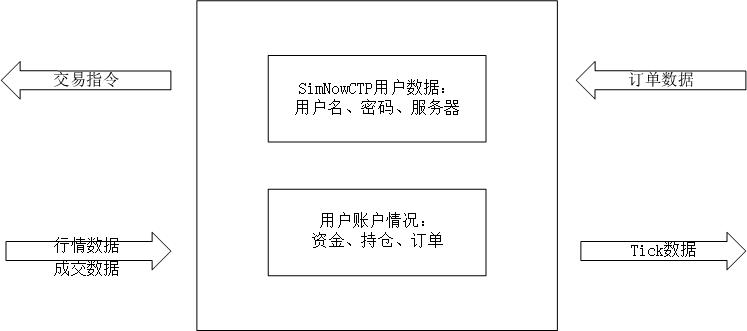 交易指令
SimNowCTP用户数据：
用户名、密码、服务器
订单数据
用户账户情况：
资金、持仓、订单
行情数据
成交数据
Tick数据